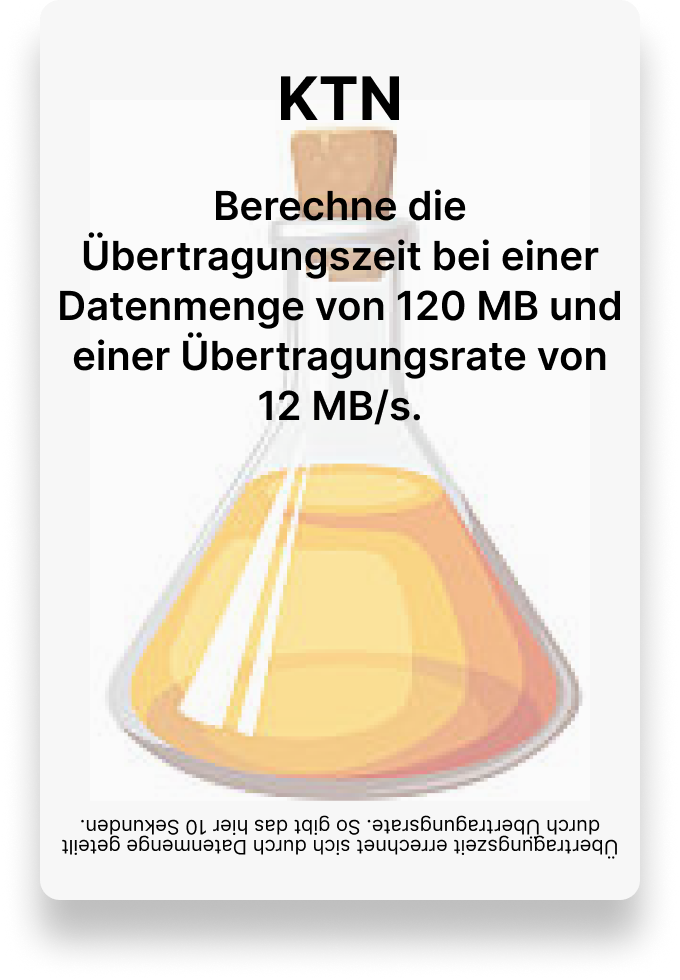 KTN
Berechne die
Übertragungszeit bei einer
Datenmenge von 120 MB und
einer Übertragungsrate von
12 MB/s.
Übertragungszeit errechnet sich durch Datenmenge geteilt
durch Übertragungsrate. So gibt das hier 10 Sekunden.